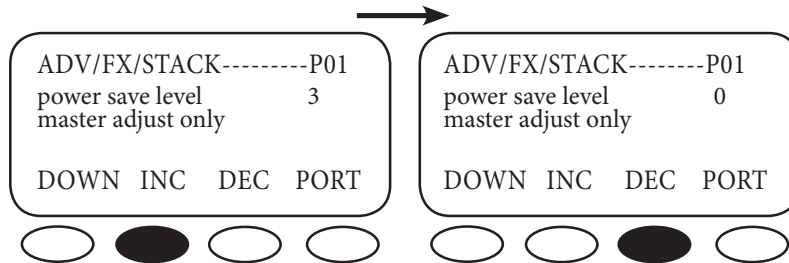 ADV/FX/STACK---------P01
power save level 3
master adjust only
DOWN INC DEC PORT
ADV/FX/STACK--------P01
power save level 0
master adjust only
DOWN INC DEC PORT